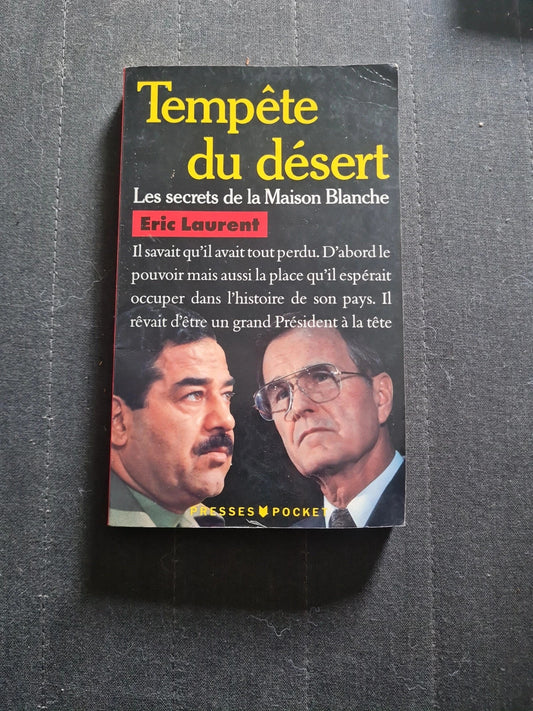 Tempête
du désert
Les secrets de la Maison Blanche
Eric Laurent
Il savait qu'il avait tout perdu. D'abord le
pouvoir mais aussi la place qu'il espérait
occuper dans l'histoire de son pays. Il
rêvait d'être un grand Président à la tête
PRESSES POCKET